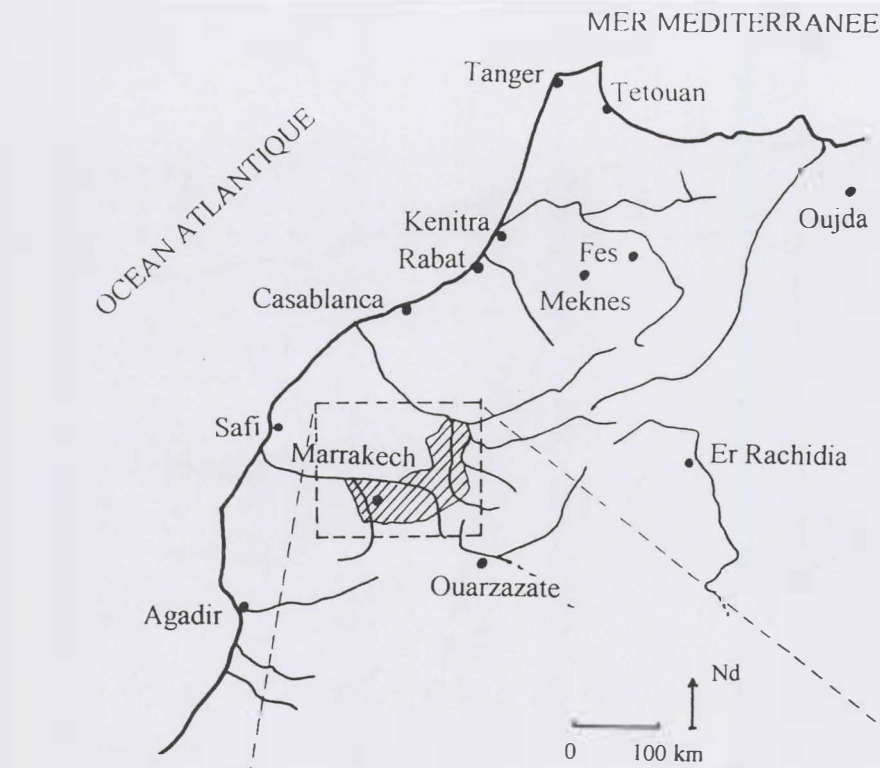 MER MEDITERRANEE
Tanger
Tetouan
OCEAN ATLANTIQUE
Oujda
Kenitra
Rabat
Fes
Meknes
Casablanca
Safi
Marrakech
Er Rachidia
Ouarzazate
Agadir
Nd
0 100 km